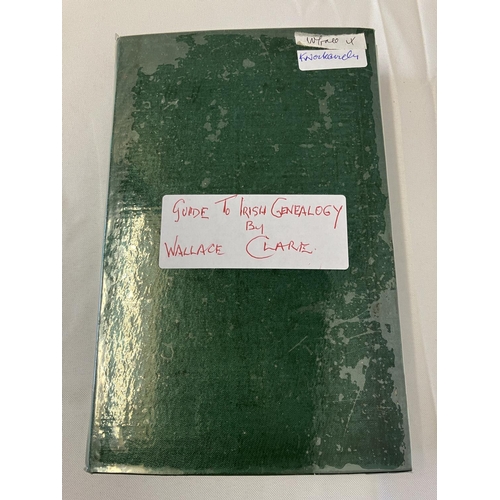 GUIDE TO IRISH GENEALOGY
BY
WALLACE CLARE.